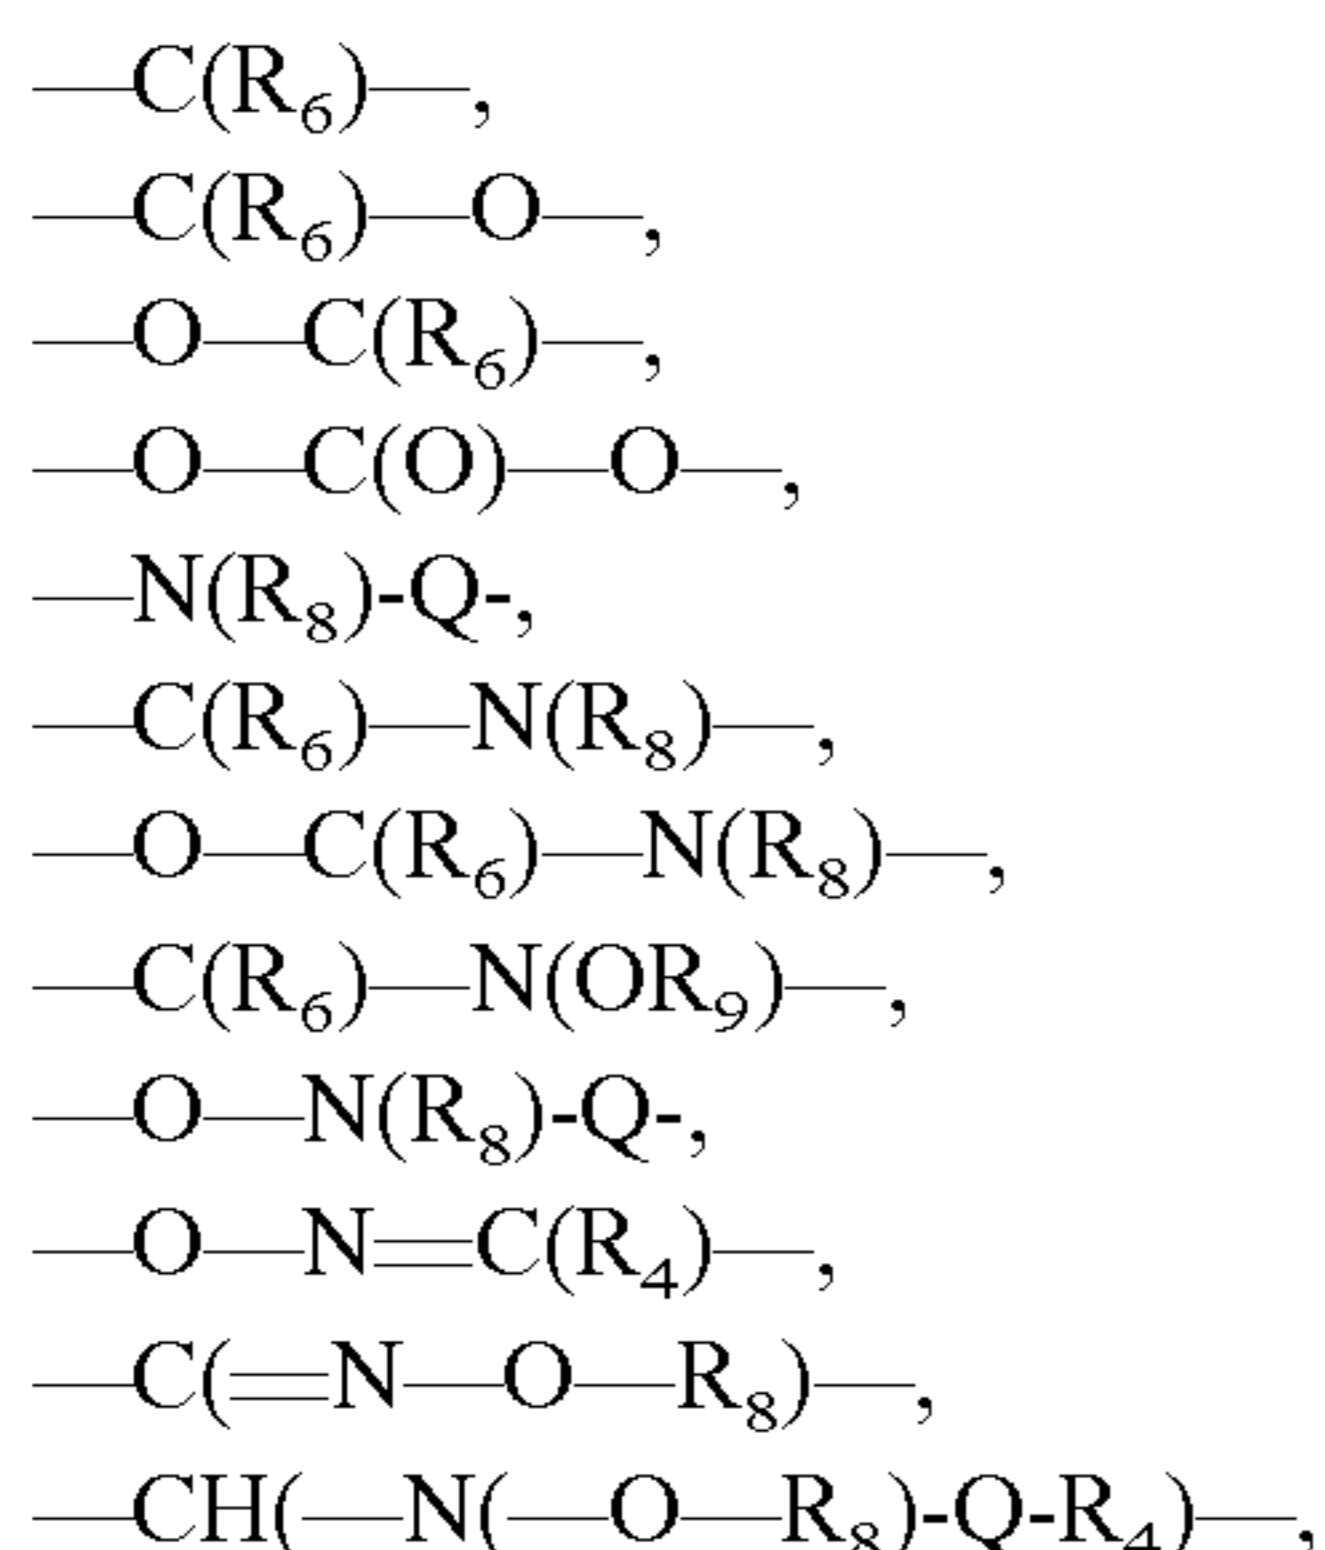 —C(R₆)—,
—C(R₆)—O—,
—O—C(R₆)—,
—O—C(O)—O—,
—N(R₈)-Q-,
—C(R₆)—N(R₈)—,
—O—C(R₆)—N(R₈)—,
—C(R₆)—N(OR₉)—,
—O—N(R₈)-Q-,
—O—N=C(R₄)—,
—C(=N—O—R₈)—,
—CH(—N(—O—R₈)-Q-R₄)—,